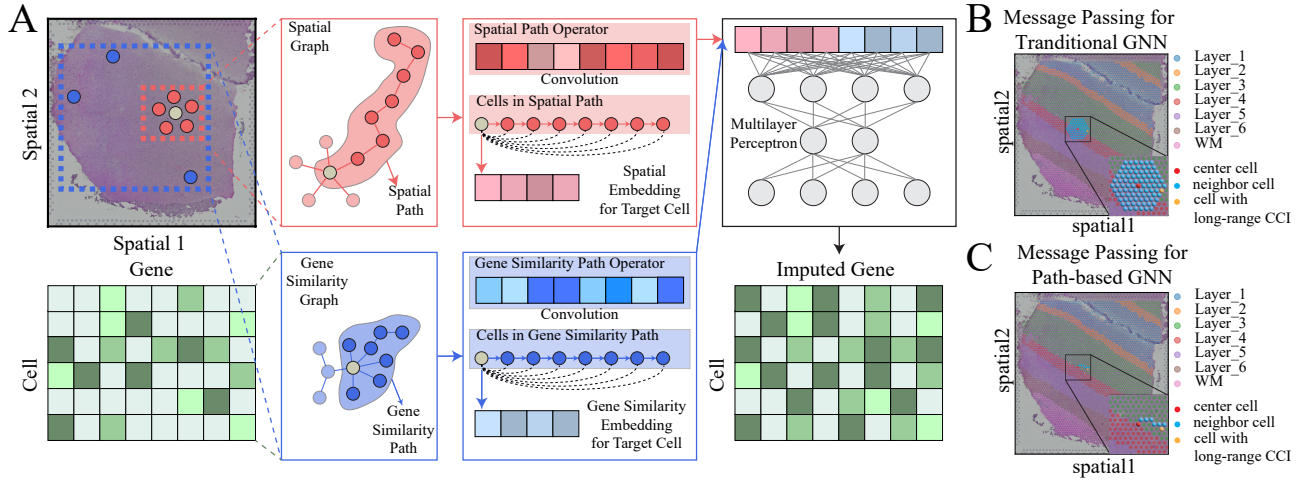 A
Spatial 2
Spatial 1
Gene
Cell
Spatial
Graph
Spatial
Path
Gene
Similarity
Graph
Gene
Similarity
Path
Spatial Path Operator
Convolution
Cells in Spatial Path
Spatial
Embedding
for Target Cell
Gene Similarity Path Operator
Convolution
Cells in Gene Similarity Path
Gene Similarity
Embedding
for Target Cell
Multilayer
Perceptron
Imputed Gene
Cell
B
Message Passing for
Tranditional GNN
spatial2
spatial1
Layer_1
Layer_2
Layer_3
Layer_4
Layer_5
Layer_6
WM
center cell
neighbor cell
cell with
long-range CCI
C
Message Passing for
Path-based GNN
spatial2
spatial1
Layer_1
Layer_2
Layer_3
Layer_4
Layer_5
Layer_6
WM
center cell
neighbor cell
cell with
long-range CCI